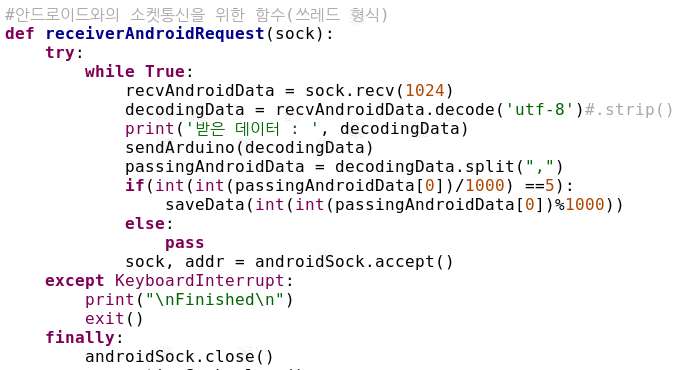 #안드로이드와의 소켓통신을 위한 함수(쓰레드 형식)
def receiverAndroidRequest(sock):
    try:
        while True:
            recvAndroidData = sock.recv(1024)
            decodingData = recvAndroidData.decode('utf-8')#.strip()
            print('받은 데이터 : ', decodingData)
            sendArduino(decodingData)
            passingAndroidData = decodingData.split(",")
            if(int(int(passingAndroidData[0])/1000) ==5):
                saveData(int(int(passingAndroidData[0])%1000))
            else:
                pass
            sock, addr = androidSock.accept()
    except KeyboardInterrupt:
        print("\nFinished\n")
        exit()
    finally:
        androidSock.close()